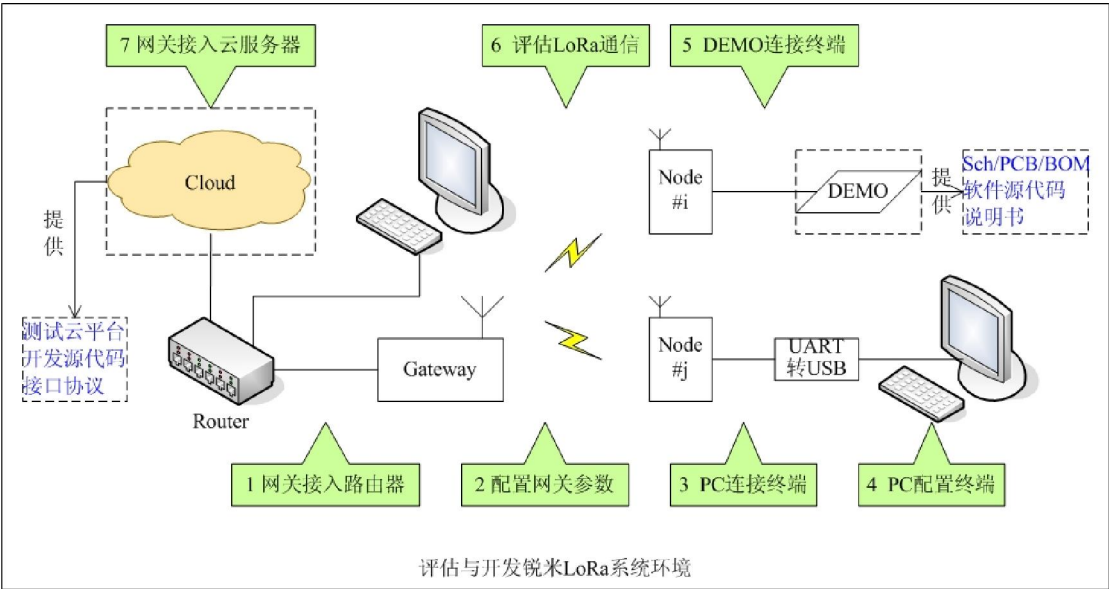 7 网关接入云服务器
6 评估LoRa通信
5 DEMO连接终端
Cloud
提供
测试云平台
开发源代码
接口协议
Router
Gateway
Node
#i
DEMO
提供
Sch/PCB/BOM
软件源代码
说明书
Node
#j
UART
转USB
1 网关接入路由器
2 配置网关参数
3 PC连接终端
4 PC配置终端
评估与开发锐米LoRa系统环境